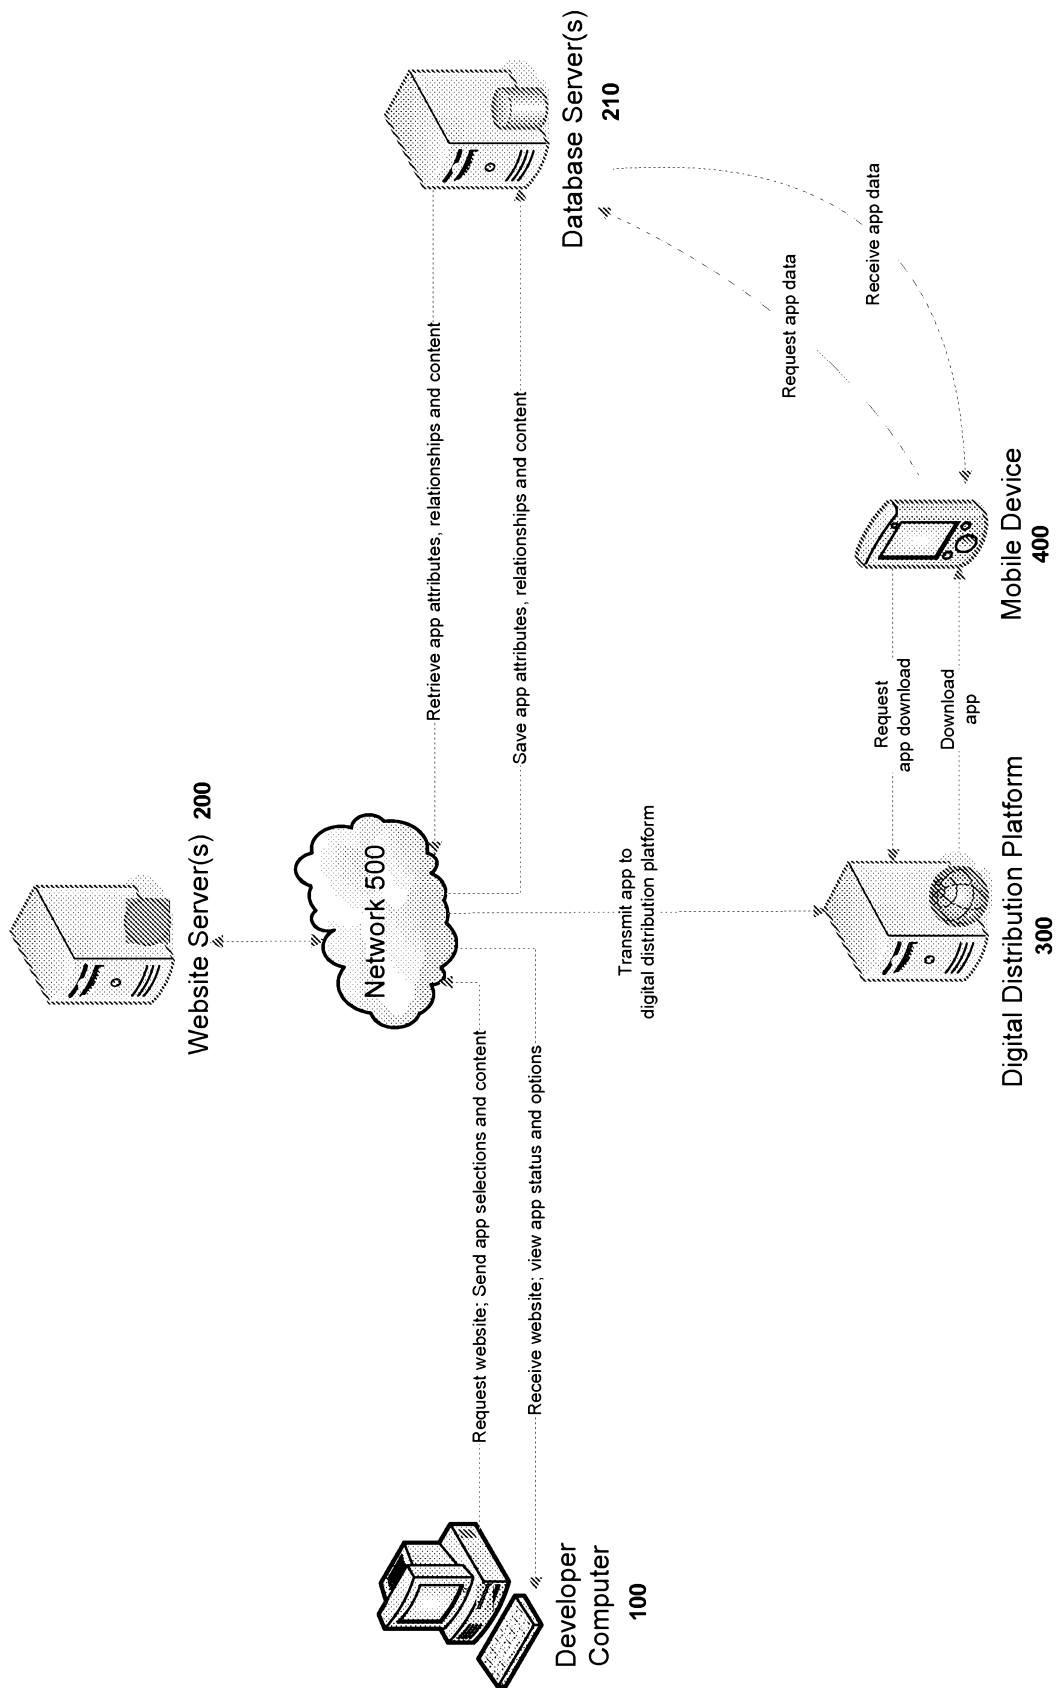 Website Server(s) 200
Network 500
Database Server(s)
210
Retrieve app attributes, relationships and content
Save app attributes, relationships and content
Request website; Send app selections and content
Receive website; view app status and options
Developer
Computer
100
Transmit app to
digital distribution platform
Request app data
Receive app data
Request
app download
Download
app
Digital Distribution Platform
300
Mobile Device
400